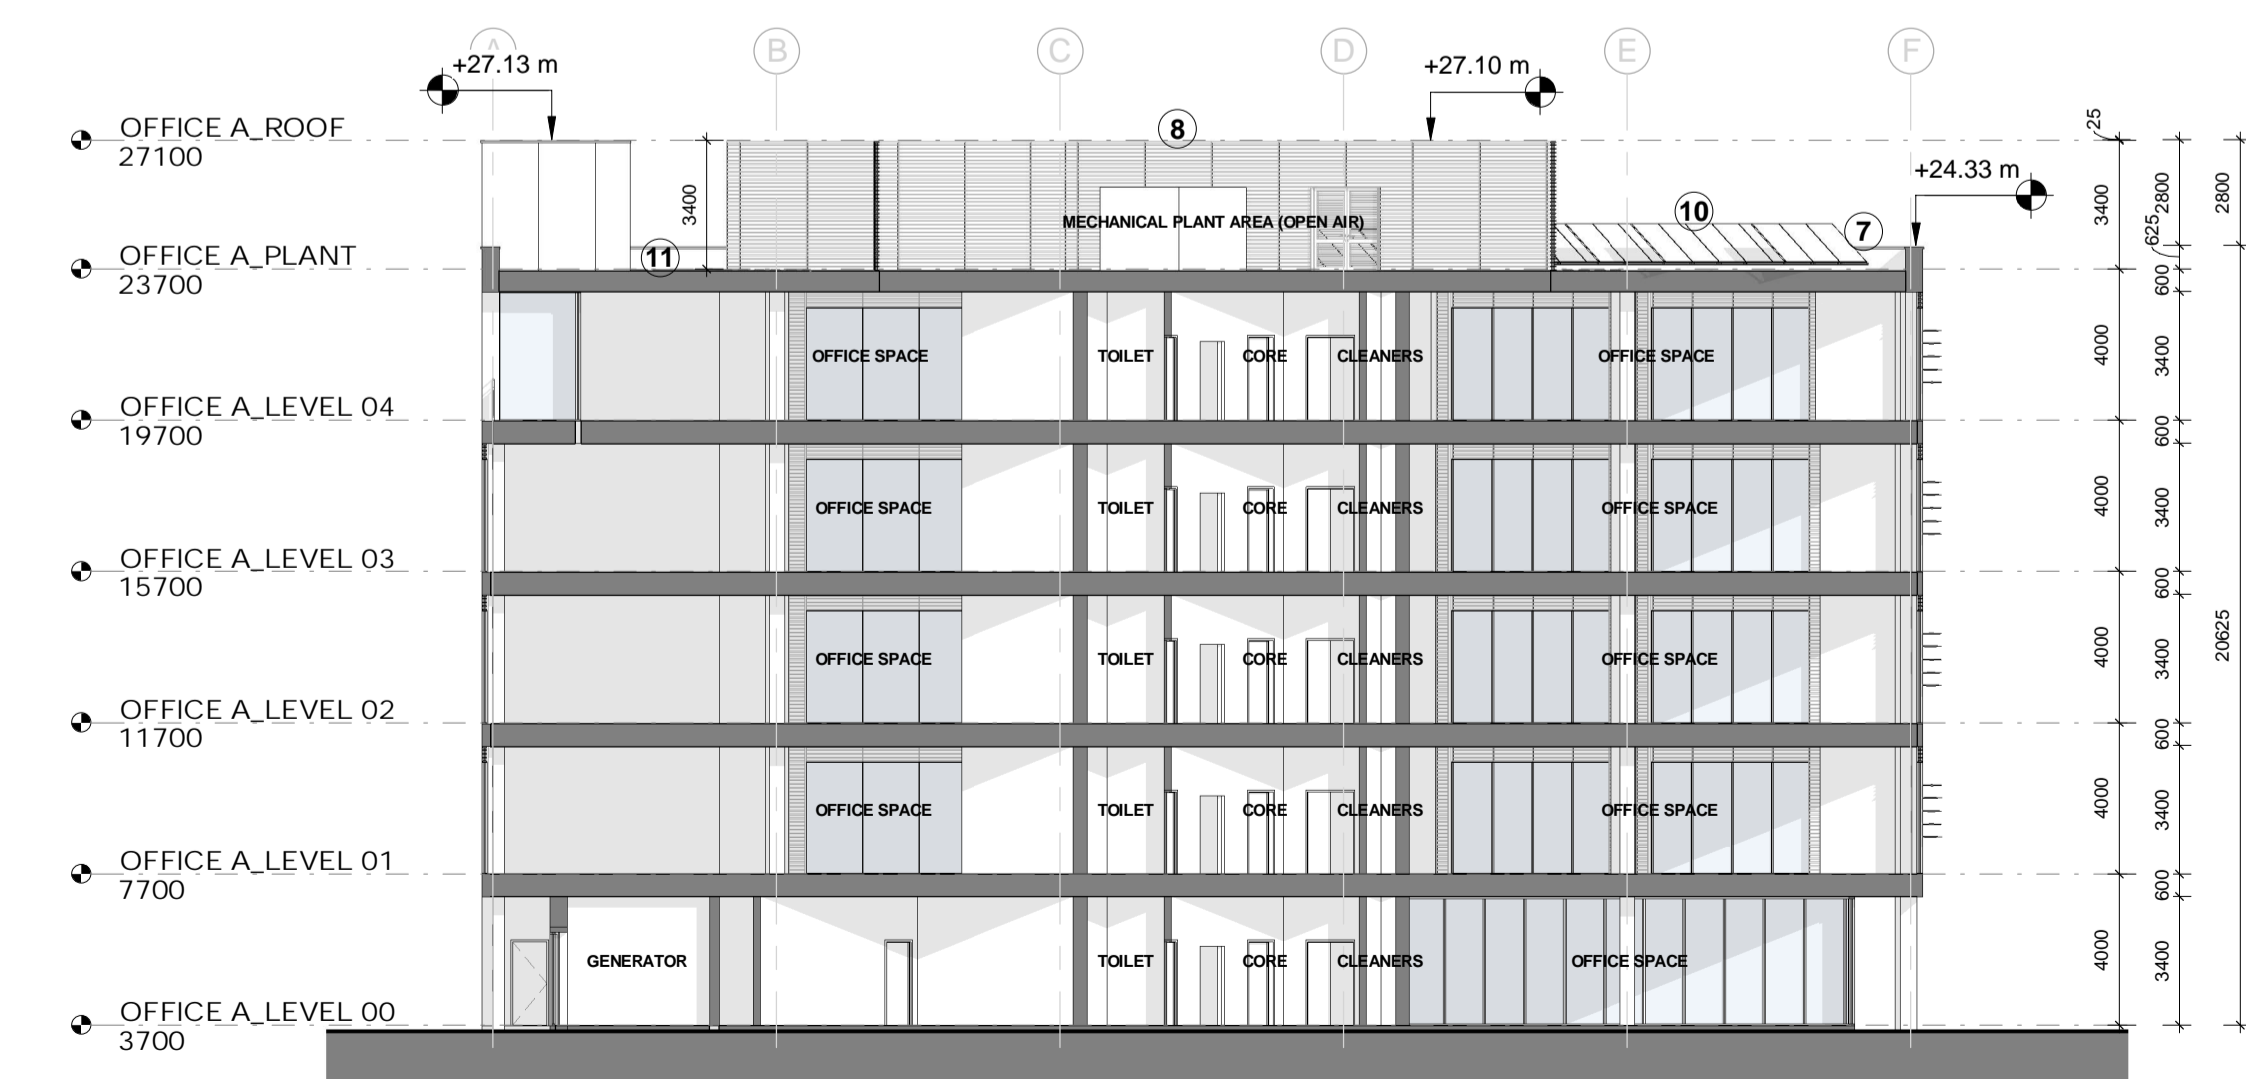 A
B
C
D
E
F
+27.13 m
+27.10 m
OFFICE A_ROOF
27100
8
25
+24.33 m
3400
MECHANICAL PLANT AREA (OPEN AIR)
10
7
3400
2800
2800
625
OFFICE A_PLANT
23700
11
600
OFFICE SPACE
TOILET
CORE
CLEANERS
OFFICE SPACE
4000
3400
OFFICE A_LEVEL 04
19700
600
OFFICE SPACE
TOILET
CORE
CLEANERS
OFFICE SPACE
4000
3400
OFFICE A_LEVEL 03
15700
600
20625
OFFICE SPACE
TOILET
CORE
CLEANERS
OFFICE SPACE
4000
3400
OFFICE A_LEVEL 02
11700
600
OFFICE SPACE
TOILET
CORE
CLEANERS
OFFICE SPACE
4000
3400
OFFICE A_LEVEL 01
7700
600
GENERATOR
TOILET
CORE
CLEANERS
OFFICE SPACE
4000
3400
OFFICE A_LEVEL 00
3700